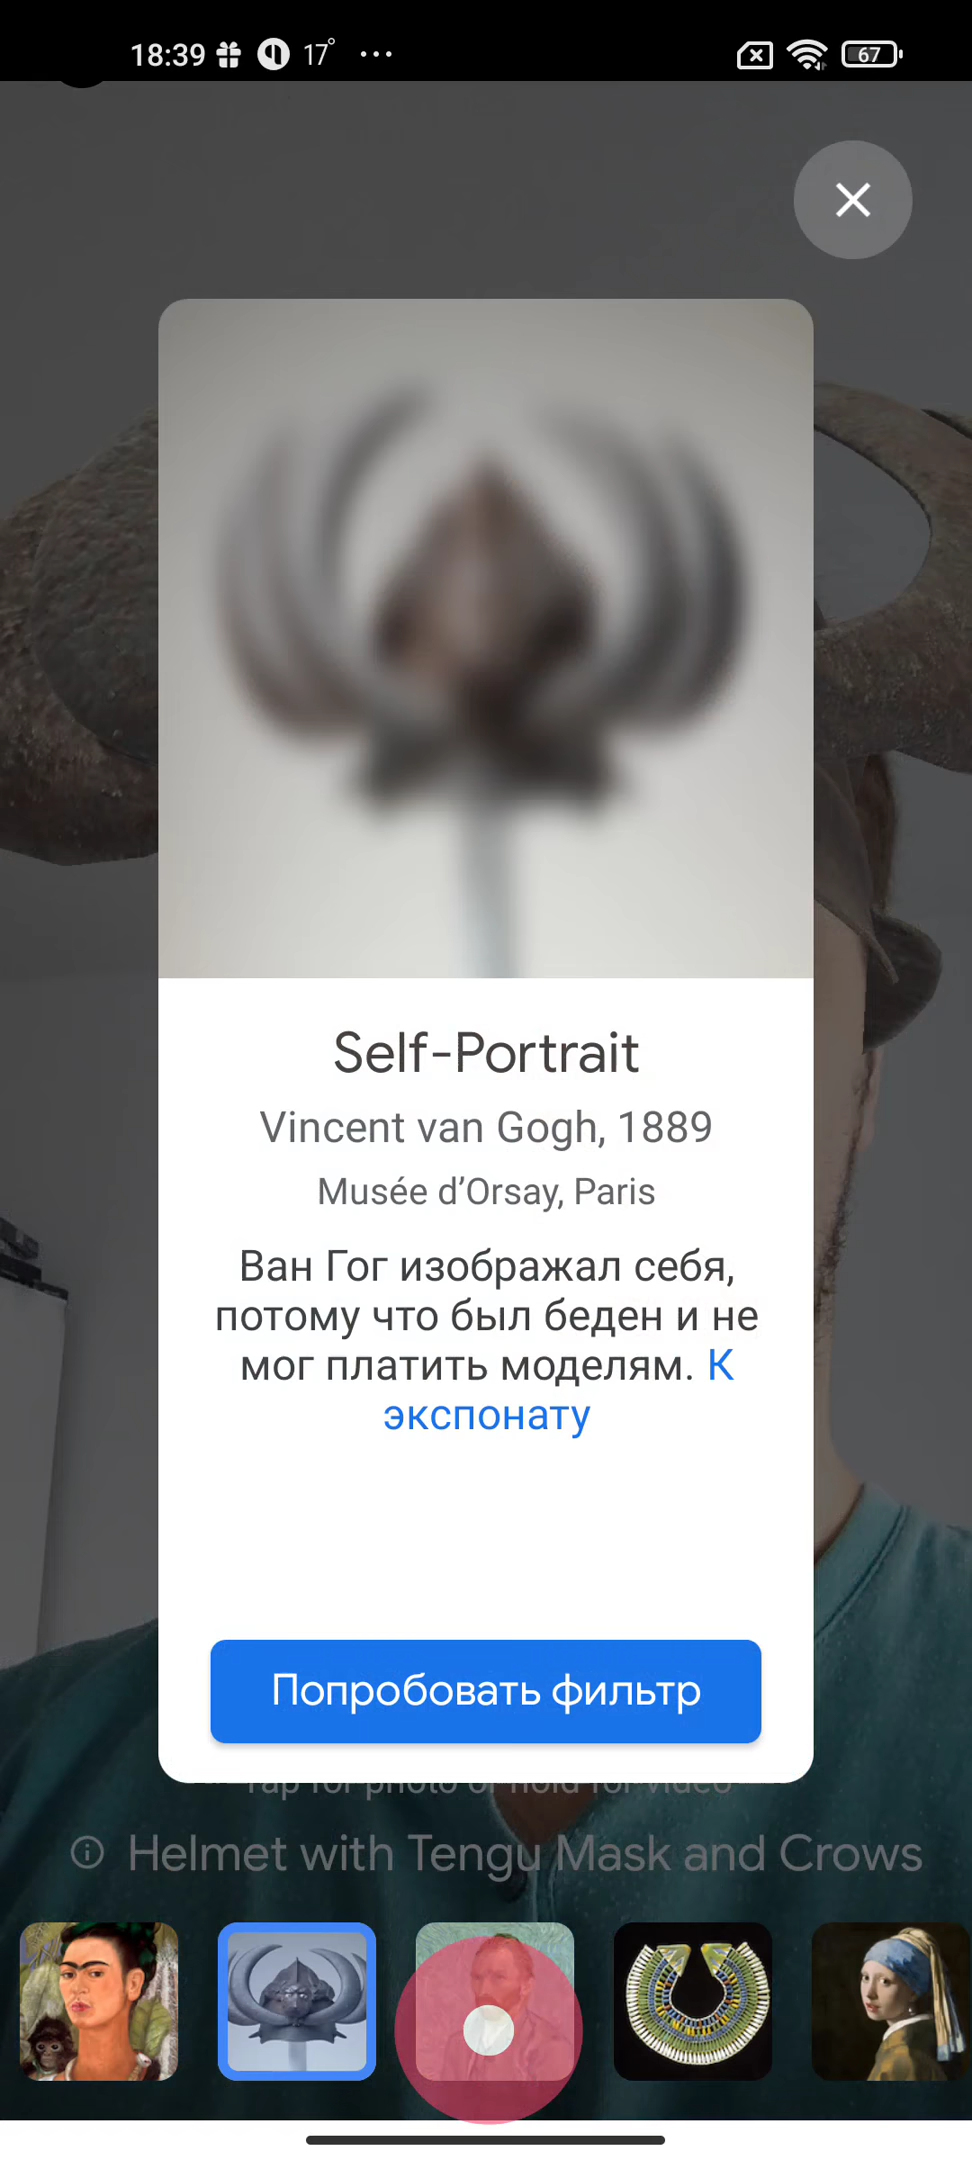 18:39 17°
67
Self-Portrait
Vincent van Gogh, 1889
Musée d’Orsay, Paris
Ван Гог изображал себя,
потому что был беден и не
мог платить моделям. К
экспонату
Попробовать фильтр
Tap for photo or hold for video
Helmet with Tengu Mask and Crows